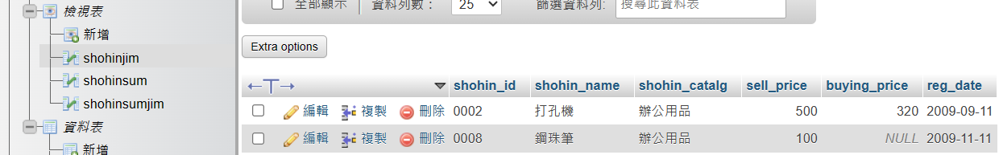 檢視表
新增
shohinjim
shohinsum
shohinsumjim
資料表
新增
全部顯示 資料列數： 25 篩選資料列: 搜尋此資料表
Extra options
←T→ shohin_id shohin_name shohin_catalg sell_price buying_price reg_date
編輯 複製 刪除 0002 打孔機 辦公用品 500 320 2009-09-11
編輯 複製 刪除 0008 鋼珠筆 辦公用品 100 NULL 2009-11-11